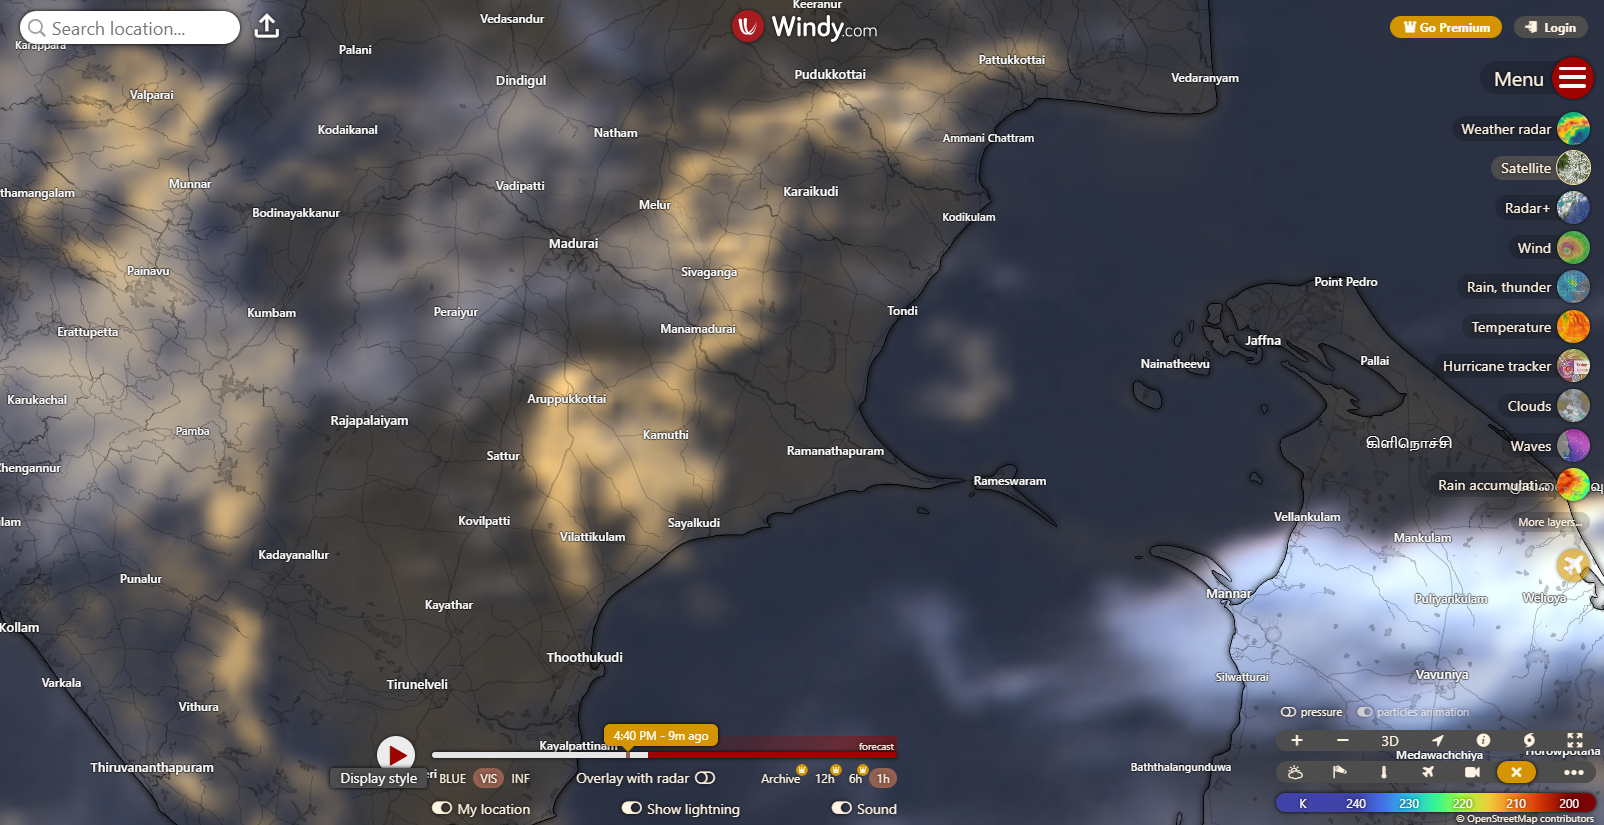 Search location...
Windy.com
Go Premium
Login
Menu
Weather radar
Satellite
Radar+
Wind
Rain, thunder
Temperature
Hurricane tracker
Clouds
Waves
Rain accumulati...
More layers...
Keeranur
Vedasandur
Karappara
Palani
Pattukkottai
Pudukkottai
Vedaranyam
Dindigul
Valparai
Kodaikanal
Natham
Ammani Chattram
Munnar
Vadipatti
Karaikudi
thamangalam
Melur
Bodinayakkanur
Kodikulam
Madurai
Painavu
Sivaganga
Point Pedro
Kumbam
Peraiyur
Tondi
Erattupetta
Manamadurai
Jaffna
Nainatheevu
Pallai
Karukachal
Aruppukkottai
Rajapalaiyam
Pamba
Kamuthi
கிளிநொச்சி
Sattur
Ramanathapuram
Chengannur
Rameswaram
Kovilpatti
Sayalkudi
Vellankulam
lam
Vilattikulam
Mankulam
Kadayanallur
Punalur
Mannar
Puliyankulam
Welioya
Kayathar
Kollam
Thoothukudi
Silwatturai
Vavuniya
Varkala
Tirunelveli
Vithura
pressure
particles animation
4:40 PM - 9m ago
Kayalpattinam
forecast
Horowpotana
Medawachchiya
Thiruvananthapuram
Baththalangunduwa
3D
Display style
eri
BLUE
VIS
INF
Overlay with radar
Archive
12h
6h
1h
My location
Show lightning
Sound
K 240 230 220 210 200
© OpenStreetMap contributors